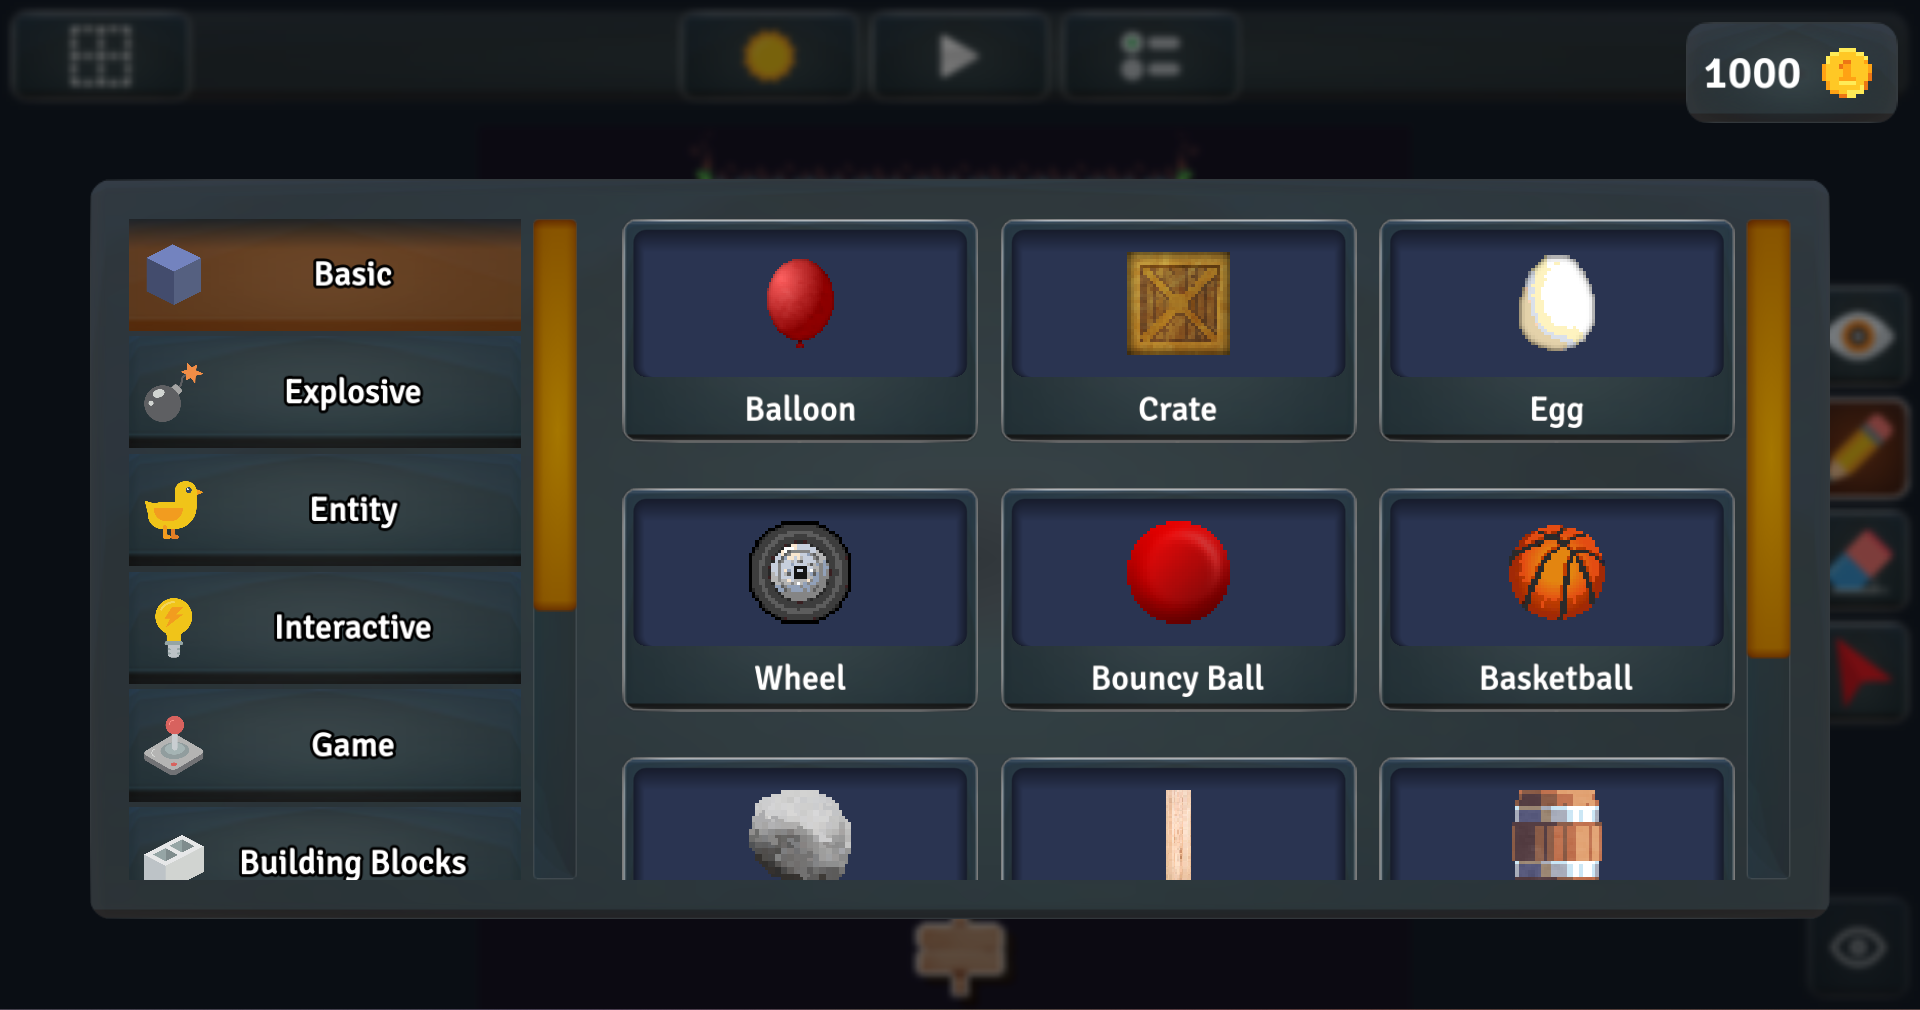 1000
Basic
Explosive
Entity
Interactive
Game
Building Blocks
Balloon
Crate
Egg
Wheel
Bouncy Ball
Basketball